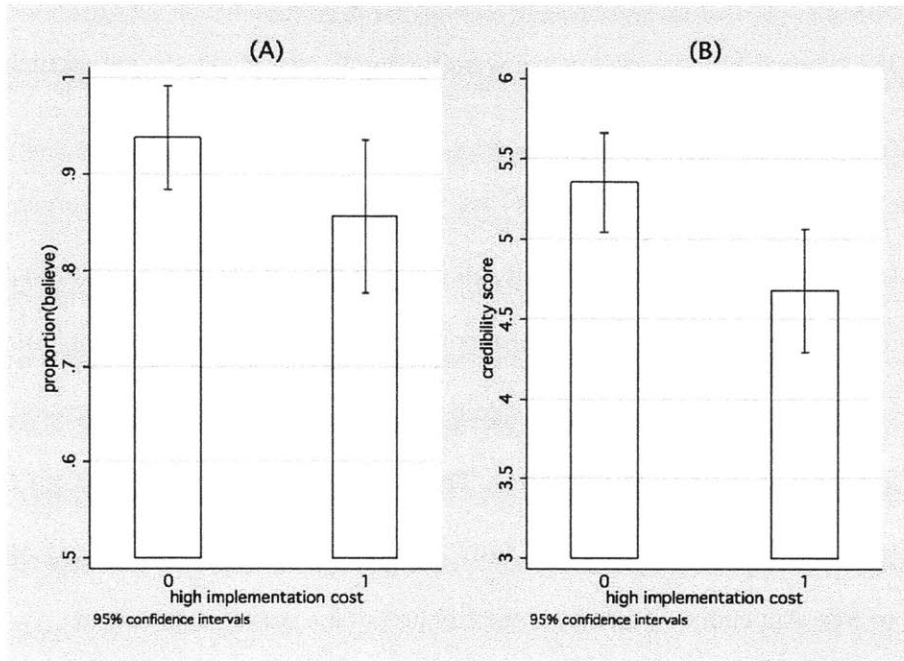 (A)
proportion(believe)
.5 .6 .7 .8 .9 1
0 1
high implementation cost
95% confidence intervals
(B)
credibility score
3 3.5 4 4.5 5 5.5 6
0 1
high implementation cost
95% confidence intervals